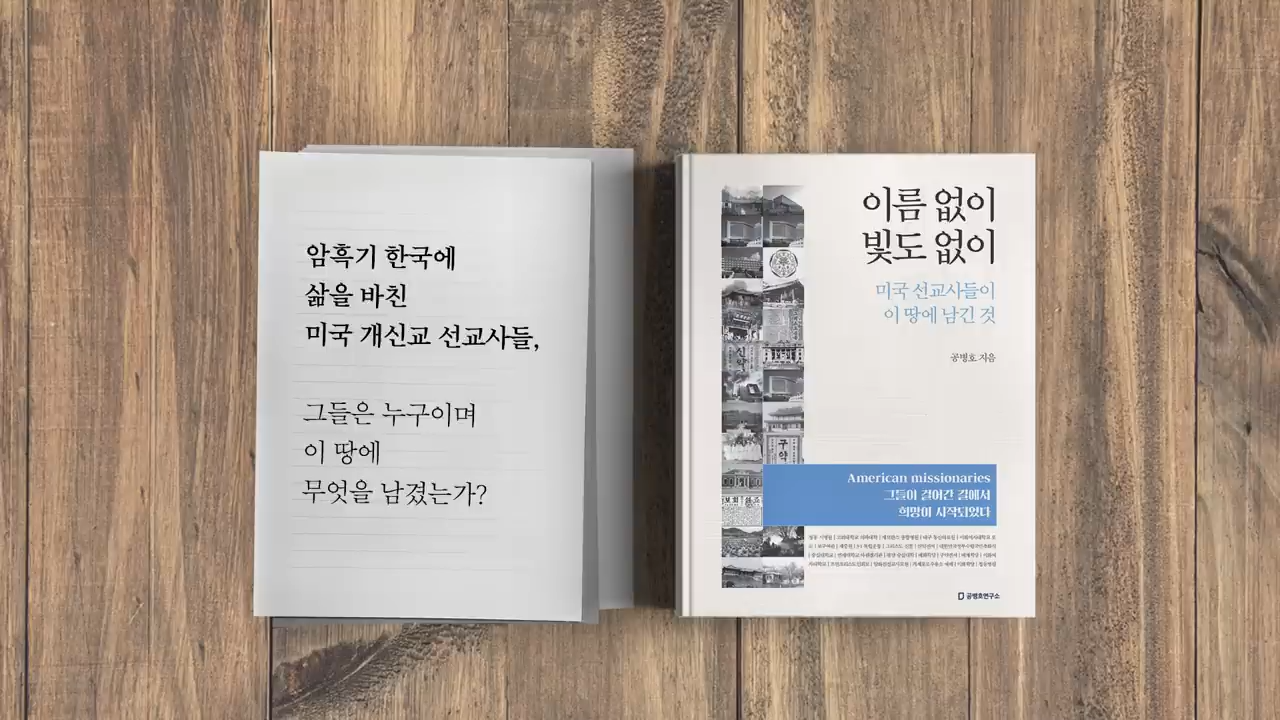 암흑기 한국에
삶을 바친
미국 개신교 선교사들,
그들은 누구이며
이 땅에
무엇을 남겼는가?
이름 없이
빛도 없이
미국 선교사들이
이 땅에 남긴 것
공병호 지음
구약
American missionaries
그들이 걸어간 길에서
희망이 시작되었다
공병호연구소